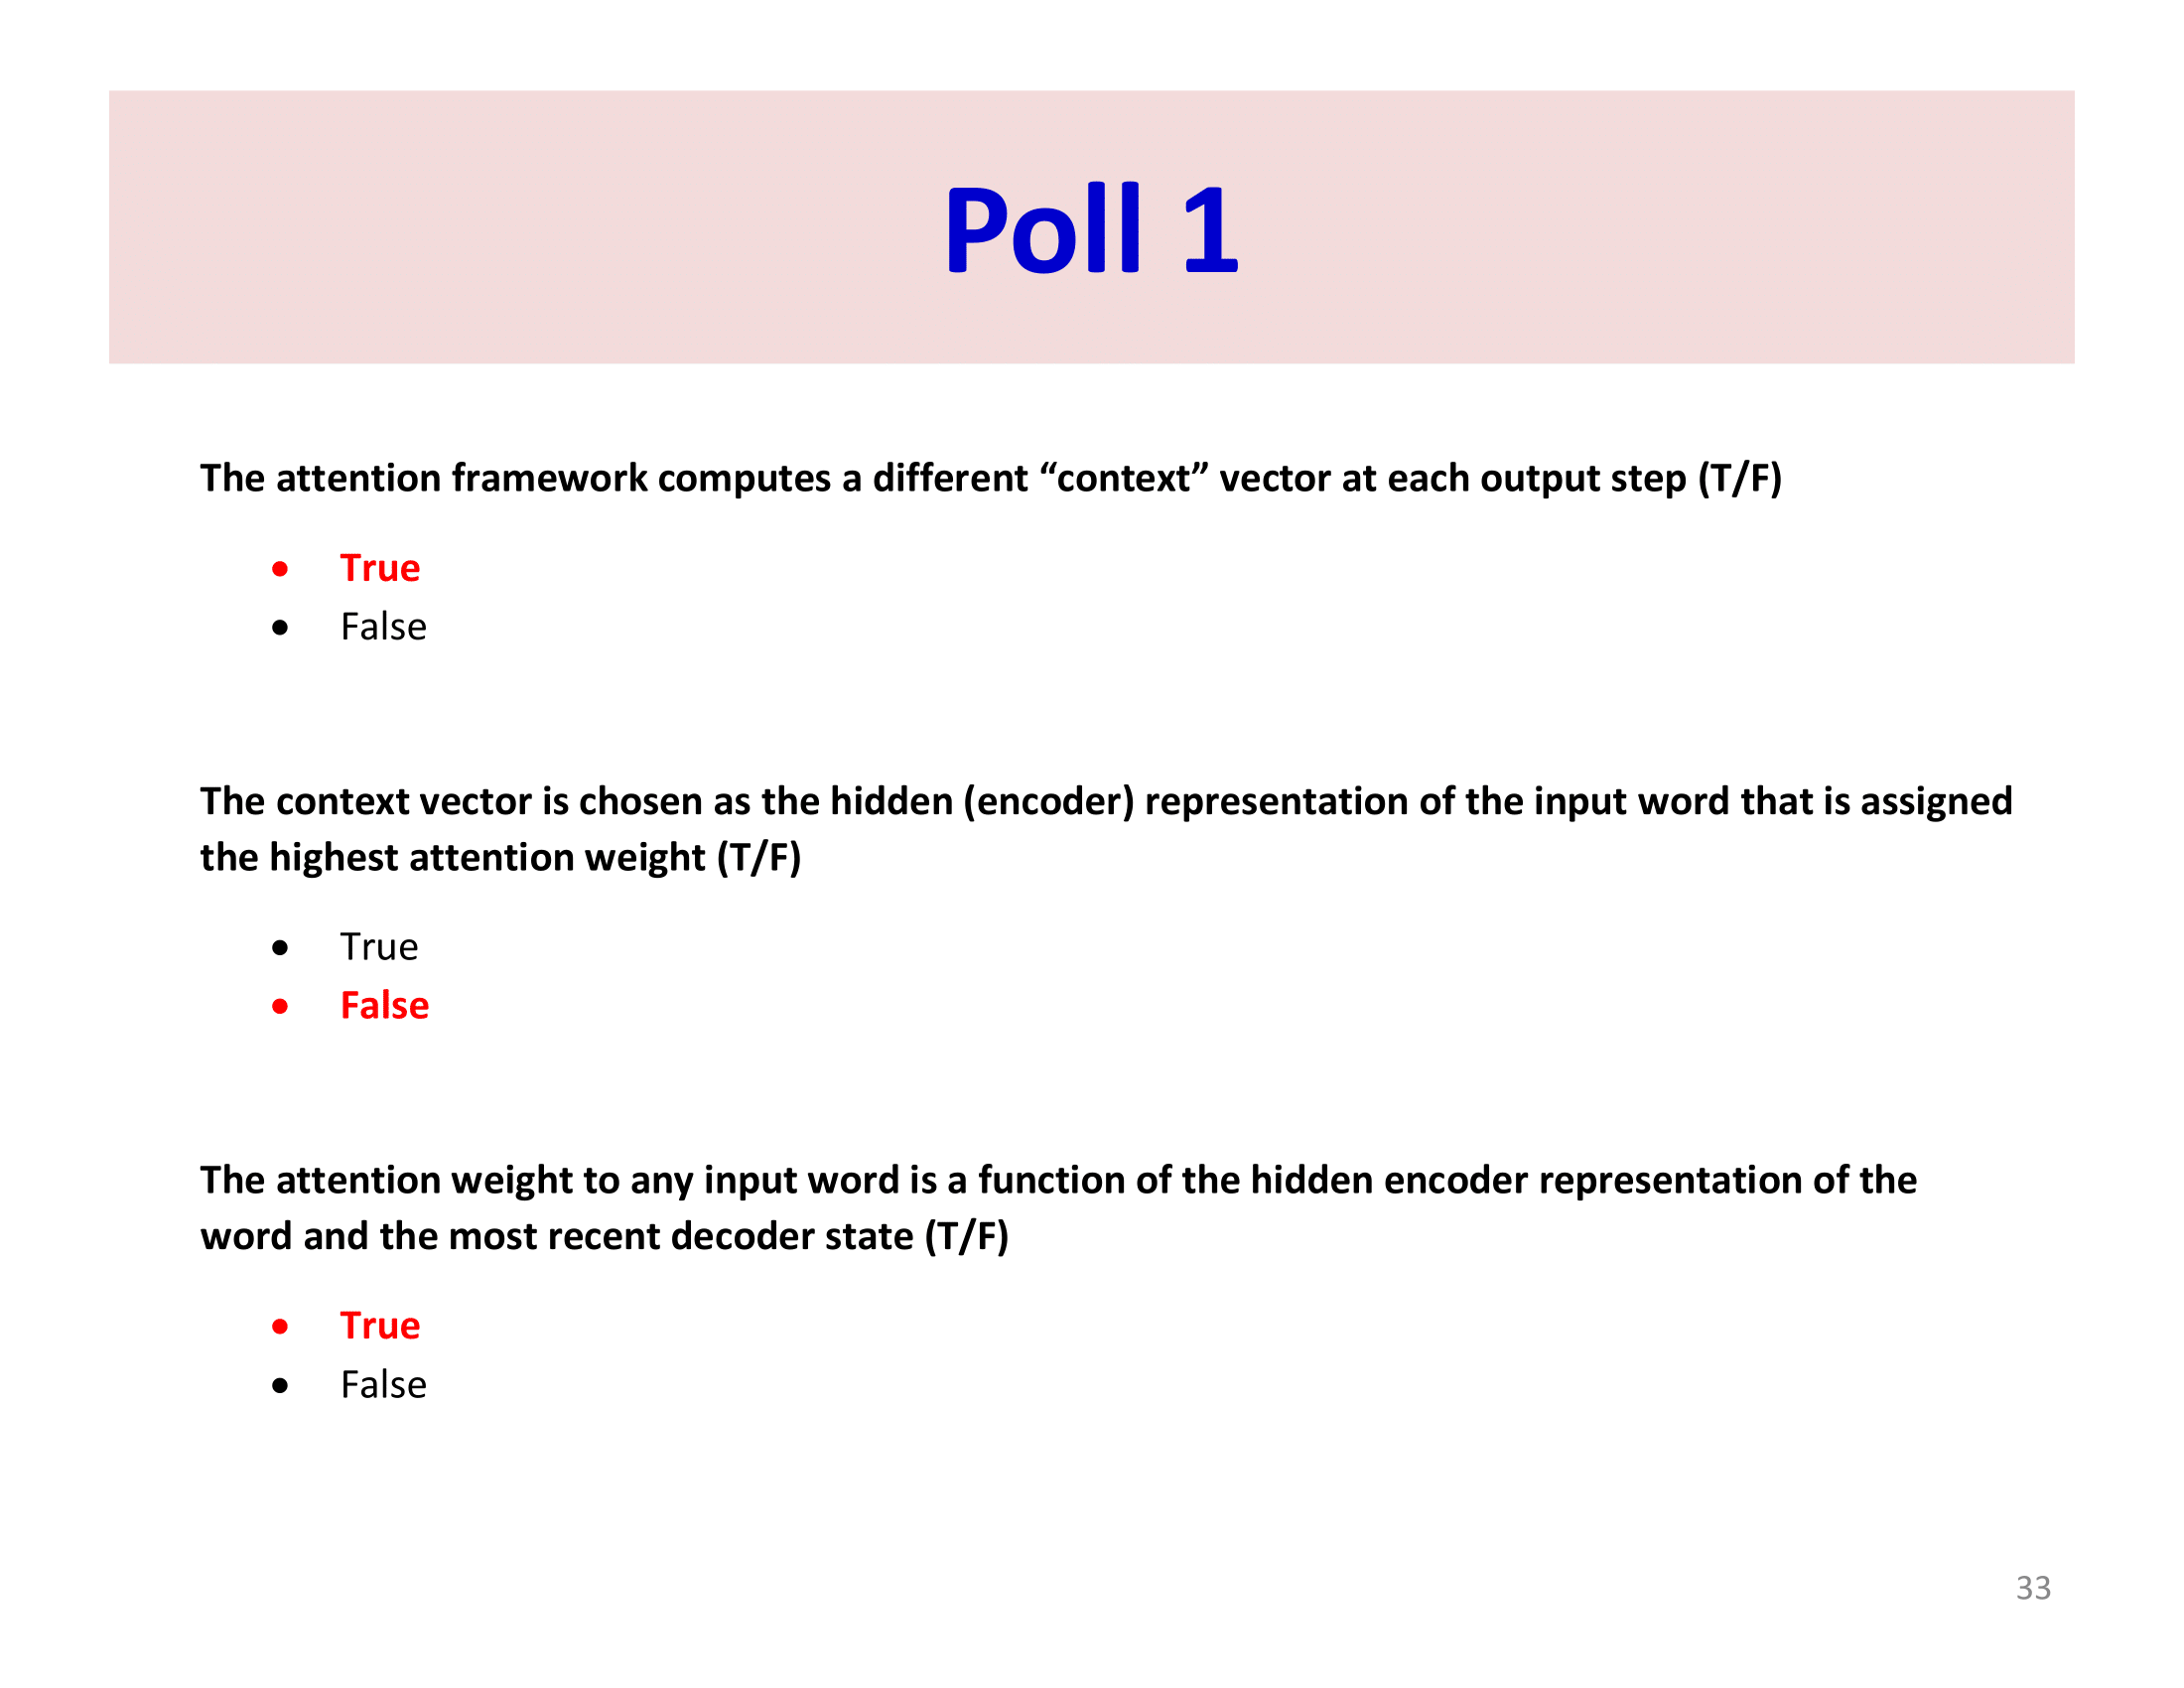 Poll 1
The attention framework computes a different “context” vector at each output step (T/F)
• True
• False
The context vector is chosen as the hidden (encoder) representation of the input word that is assigned
the highest attention weight (T/F)
• True
• False
The attention weight to any input word is a function of the hidden encoder representation of the
word and the most recent decoder state (T/F)
• True
• False
33